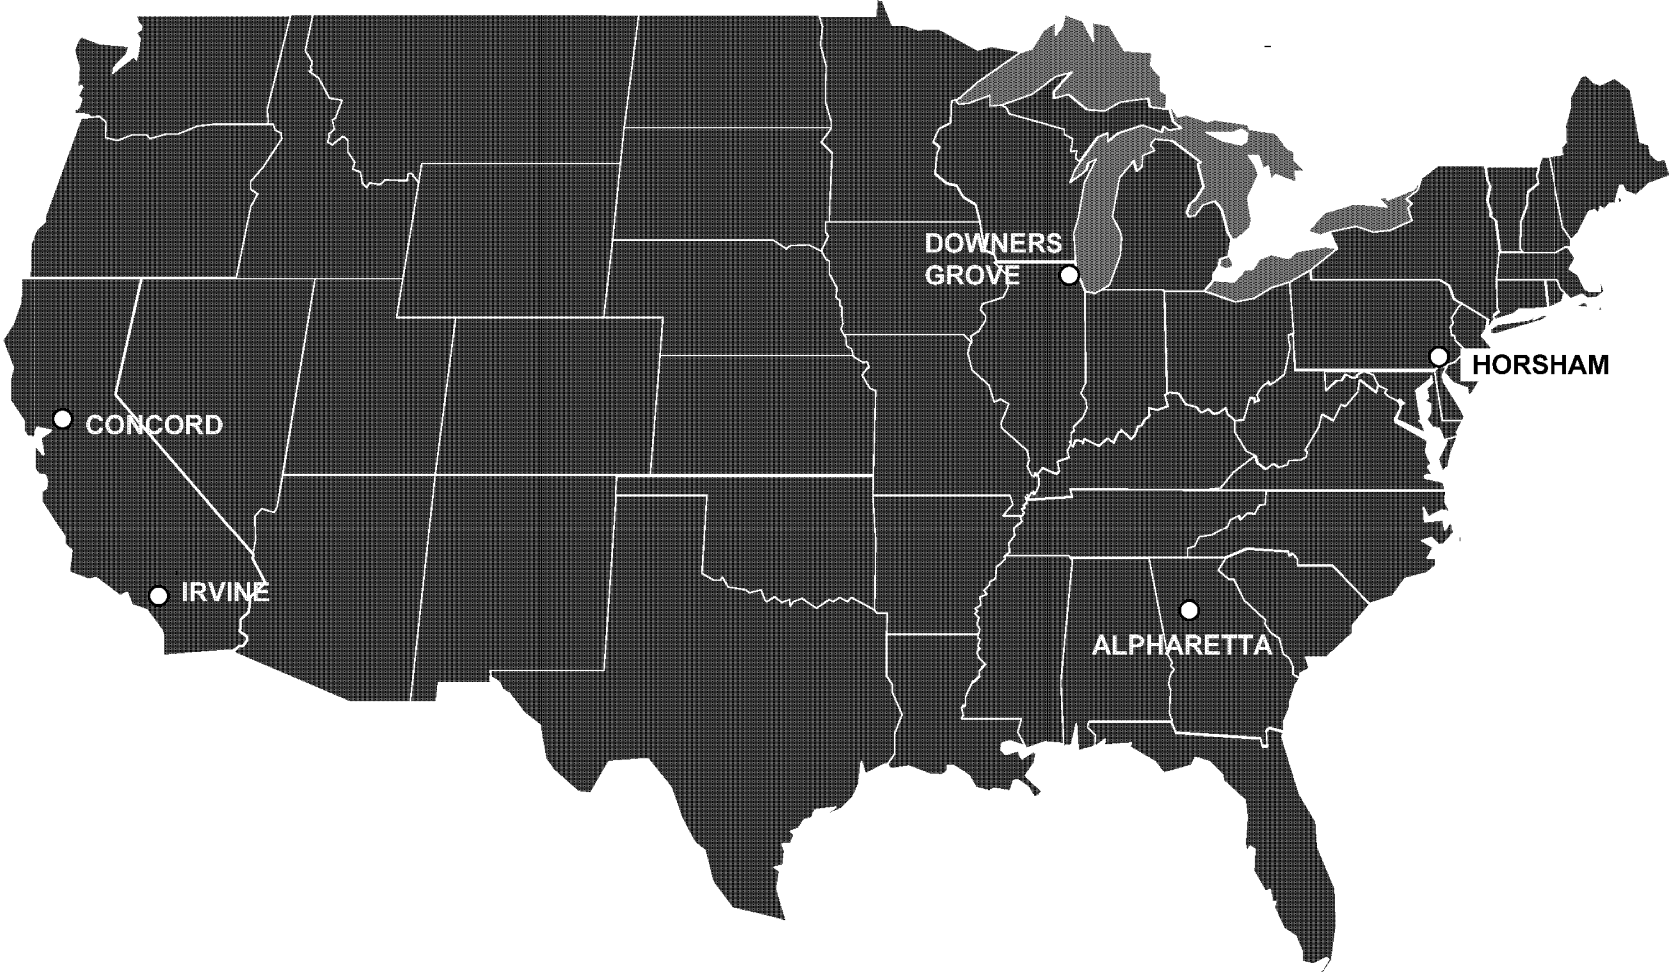 DOWNERS
GROVE
HORSHAM
CONCORD
IRVINE
ALPHARETTA